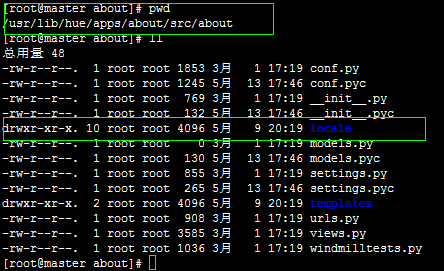 [root@master about]# pwd
/usr/lib/hue/apps/about/src/about
[root@master about]# ll
总用量 48
-rw-r--r--. 1 root root 1853 3月 1 17:19 conf.py
-rw-r--r--. 1 root root 1245 5月 13 17:46 conf.pyc
-rw-r--r--. 1 root root 769 3月 1 17:19 __init__.py
-rw-r--r--. 1 root root 132 5月 13 17:46 __init__.pyc
drwxr-xr-x. 10 root root 4096 5月 9 20:19 locale
-rw-r--r--. 1 root root 0 3月 1 17:19 models.py
-rw-r--r--. 1 root root 130 5月 13 17:46 models.pyc
-rw-r--r--. 1 root root 855 3月 1 17:19 settings.py
-rw-r--r--. 1 root root 265 5月 13 17:46 settings.pyc
drwxr-xr-x. 2 root root 4096 5月 9 20:19 templates
-rw-r--r--. 1 root root 908 3月 1 17:19 urls.py
-rw-r--r--. 1 root root 3585 3月 1 17:19 views.py
-rw-r--r--. 1 root root 1036 3月 1 17:19 windmilltests.py
[root@master about]#